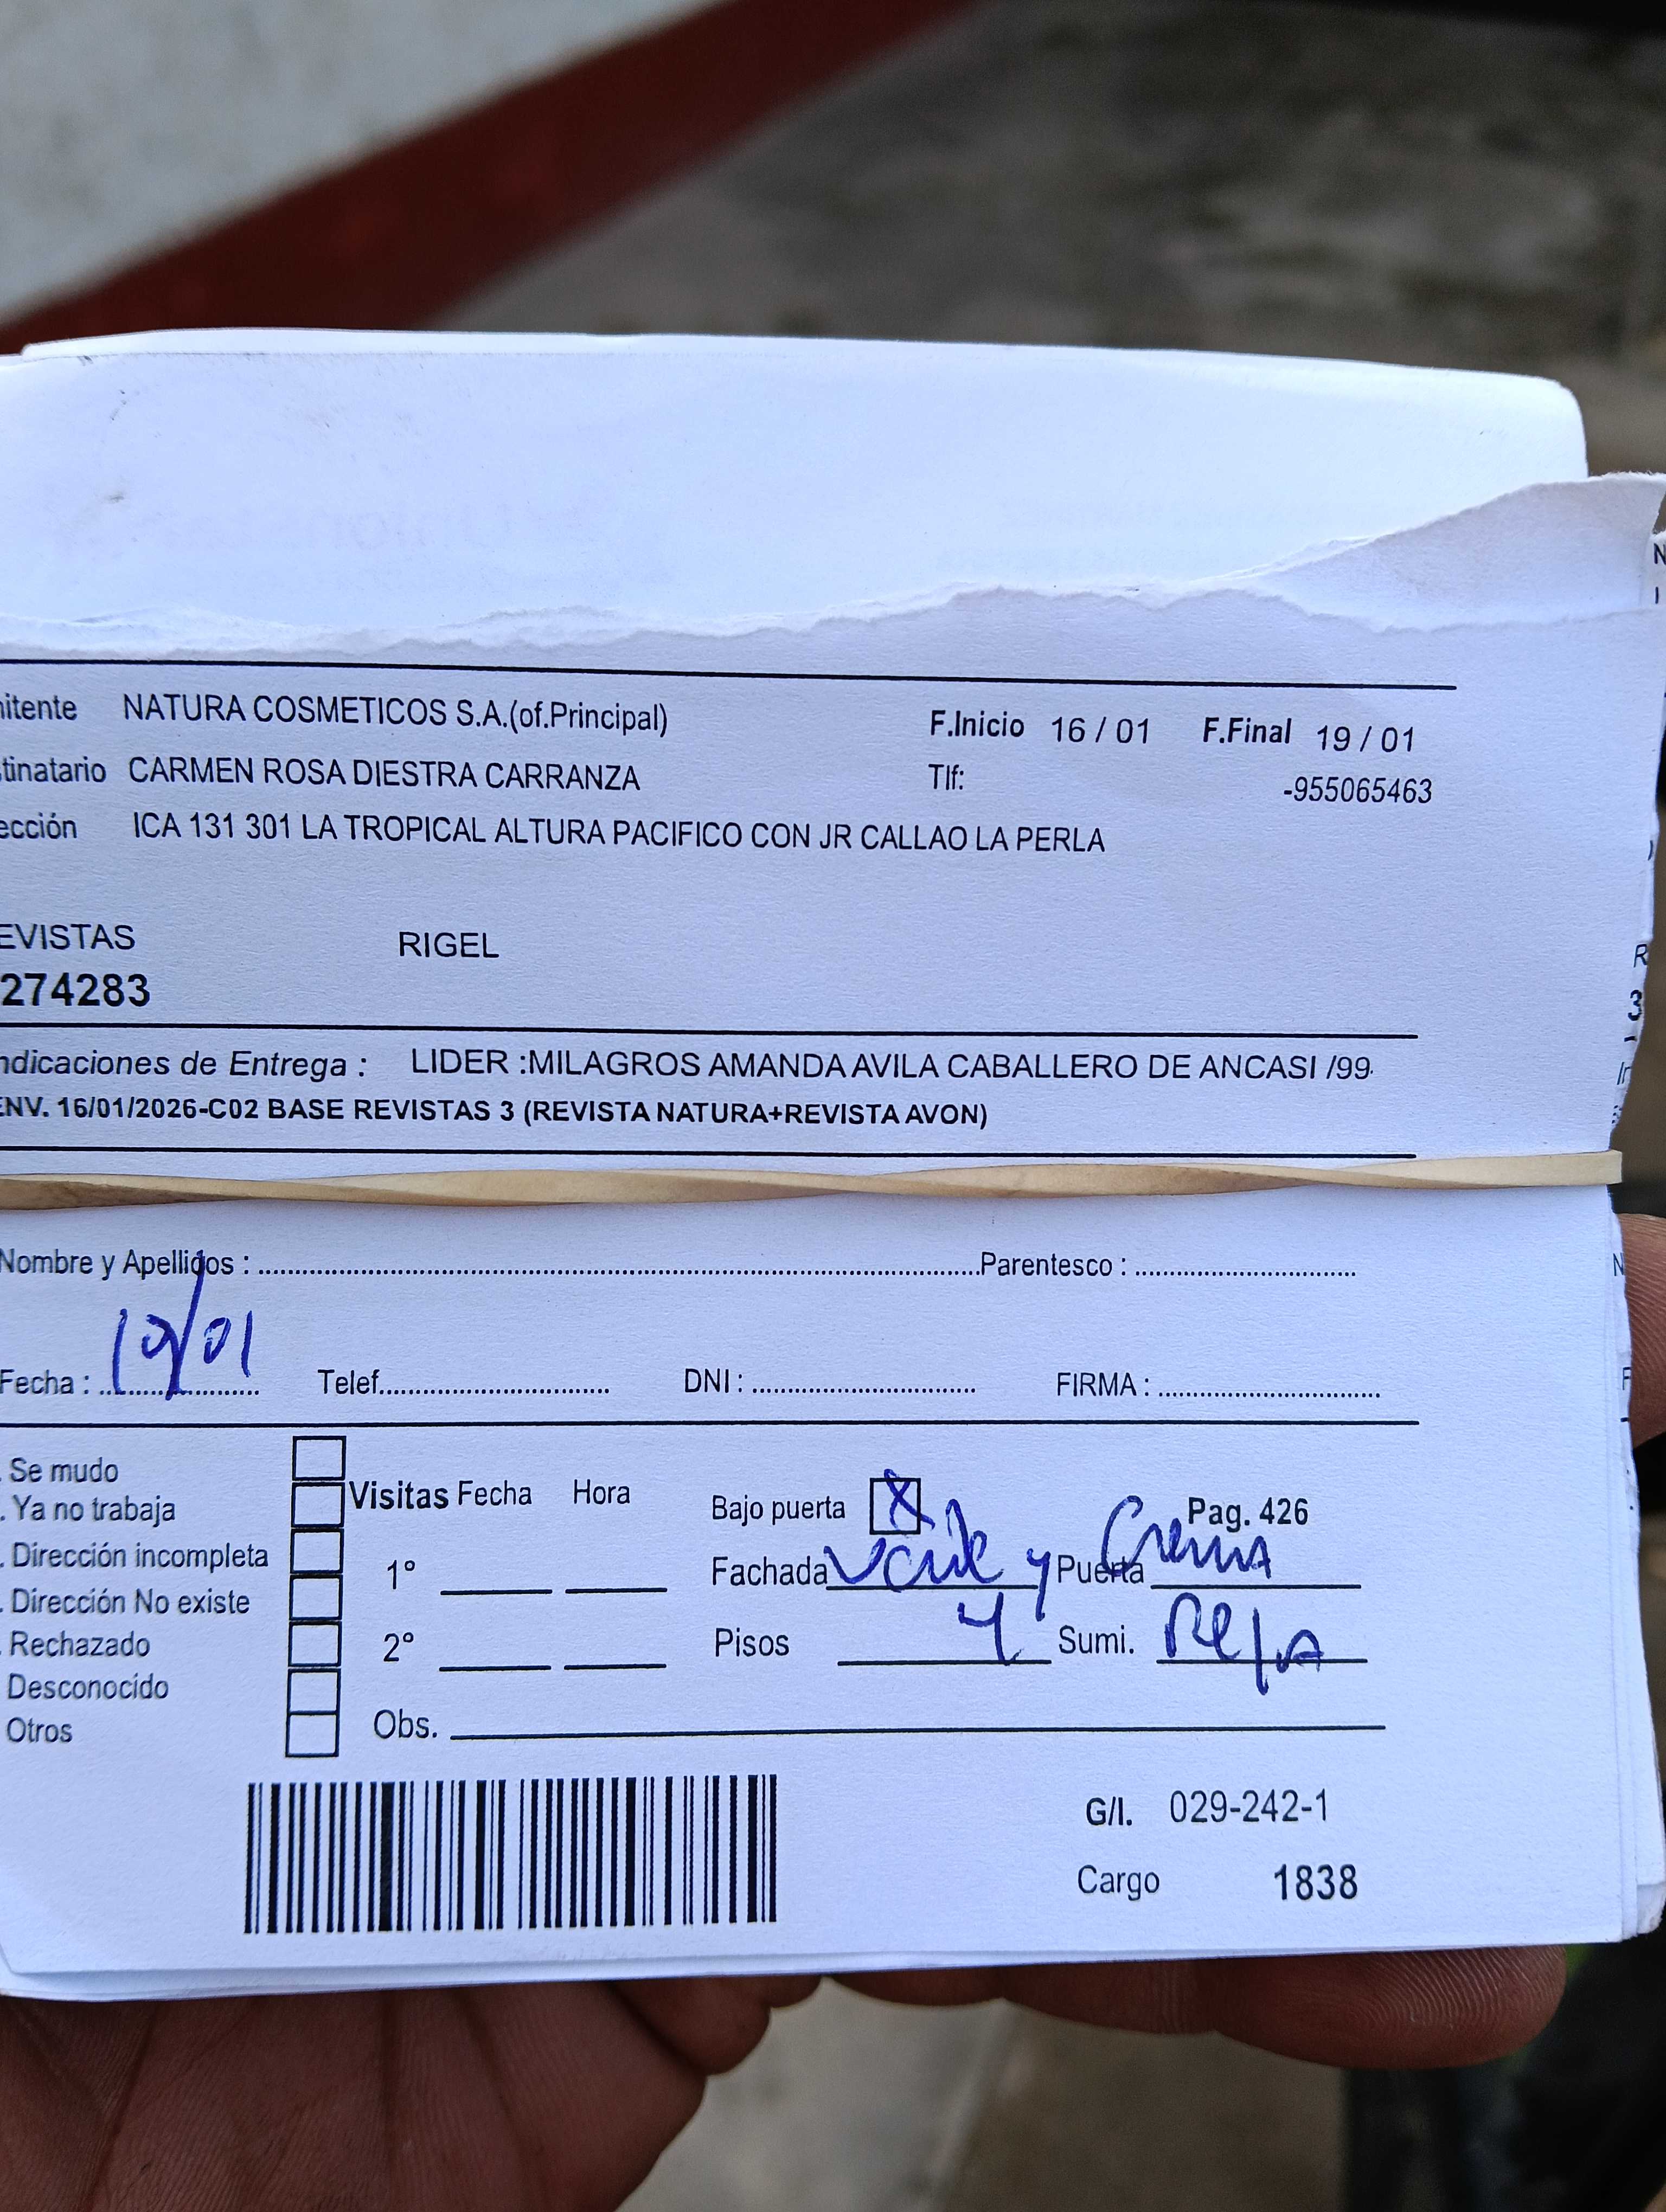 itente NATURA COSMETICOS S.A.(of.Principal) F.Inicio 16 / 01 F.Final 19 / 01
tinatario CARMEN ROSA DIESTRA CARRANZA Tlf: -955065463
ección ICA 131 301 LA TROPICAL ALTURA PACIFICO CON JR CALLAO LA PERLA
EVISTAS RIGEL
274283
ndicaciones de Entrega : LIDER :MILAGROS AMANDA AVILA CABALLERO DE ANCASI /99
ENV. 16/01/2026-C02 BASE REVISTAS 3 (REVISTA NATURA+REVISTA AVON)
Nombre y Apellidos : Parentesco :
Fecha : 19/01 Telef. DNI : FIRMA :
. Se mudo
. Ya no trabaja Visitas Fecha Hora Bajo puerta X Pag. 426
. Dirección incompleta 1° Fachada Verde y Puerta Crema
. Dirección No existe
. Rechazado 2° Pisos 4 Sumi. Reja
Desconocido
Otros Obs.
G/I. 029-242-1
Cargo 1838